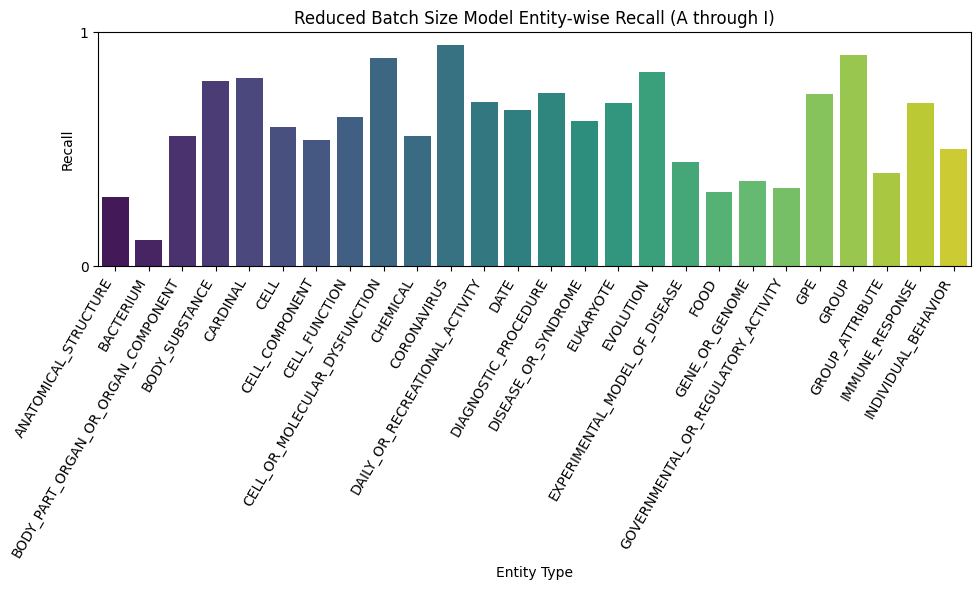 Reduced Batch Size Model Entity-wise Recall (A through I)
1
0
Recall
ANATOMICAL_STRUCTURE
BACTERIUM
BODY_PART_ORGAN_OR_ORGAN_COMPONENT
BODY_SUBSTANCE
CARDINAL
CELL
CELL_COMPONENT
CELL_FUNCTION
CELL_OR_MOLECULAR_DYSFUNCTION
CHEMICAL
CORONAVIRUS
DAILY_OR_RECREATIONAL_ACTIVITY
DATE
DIAGNOSTIC_PROCEDURE
DISEASE_OR_SYNDROME
EUKARYOTE
EVOLUTION
EXPERIMENTAL_MODEL_OF_DISEASE
FOOD
GENE_OR_GENOME
GOVERNMENTAL_OR_REGULATORY_ACTIVITY
GPE
GROUP
GROUP_ATTRIBUTE
IMMUNE_RESPONSE
INDIVIDUAL_BEHAVIOR
Entity Type